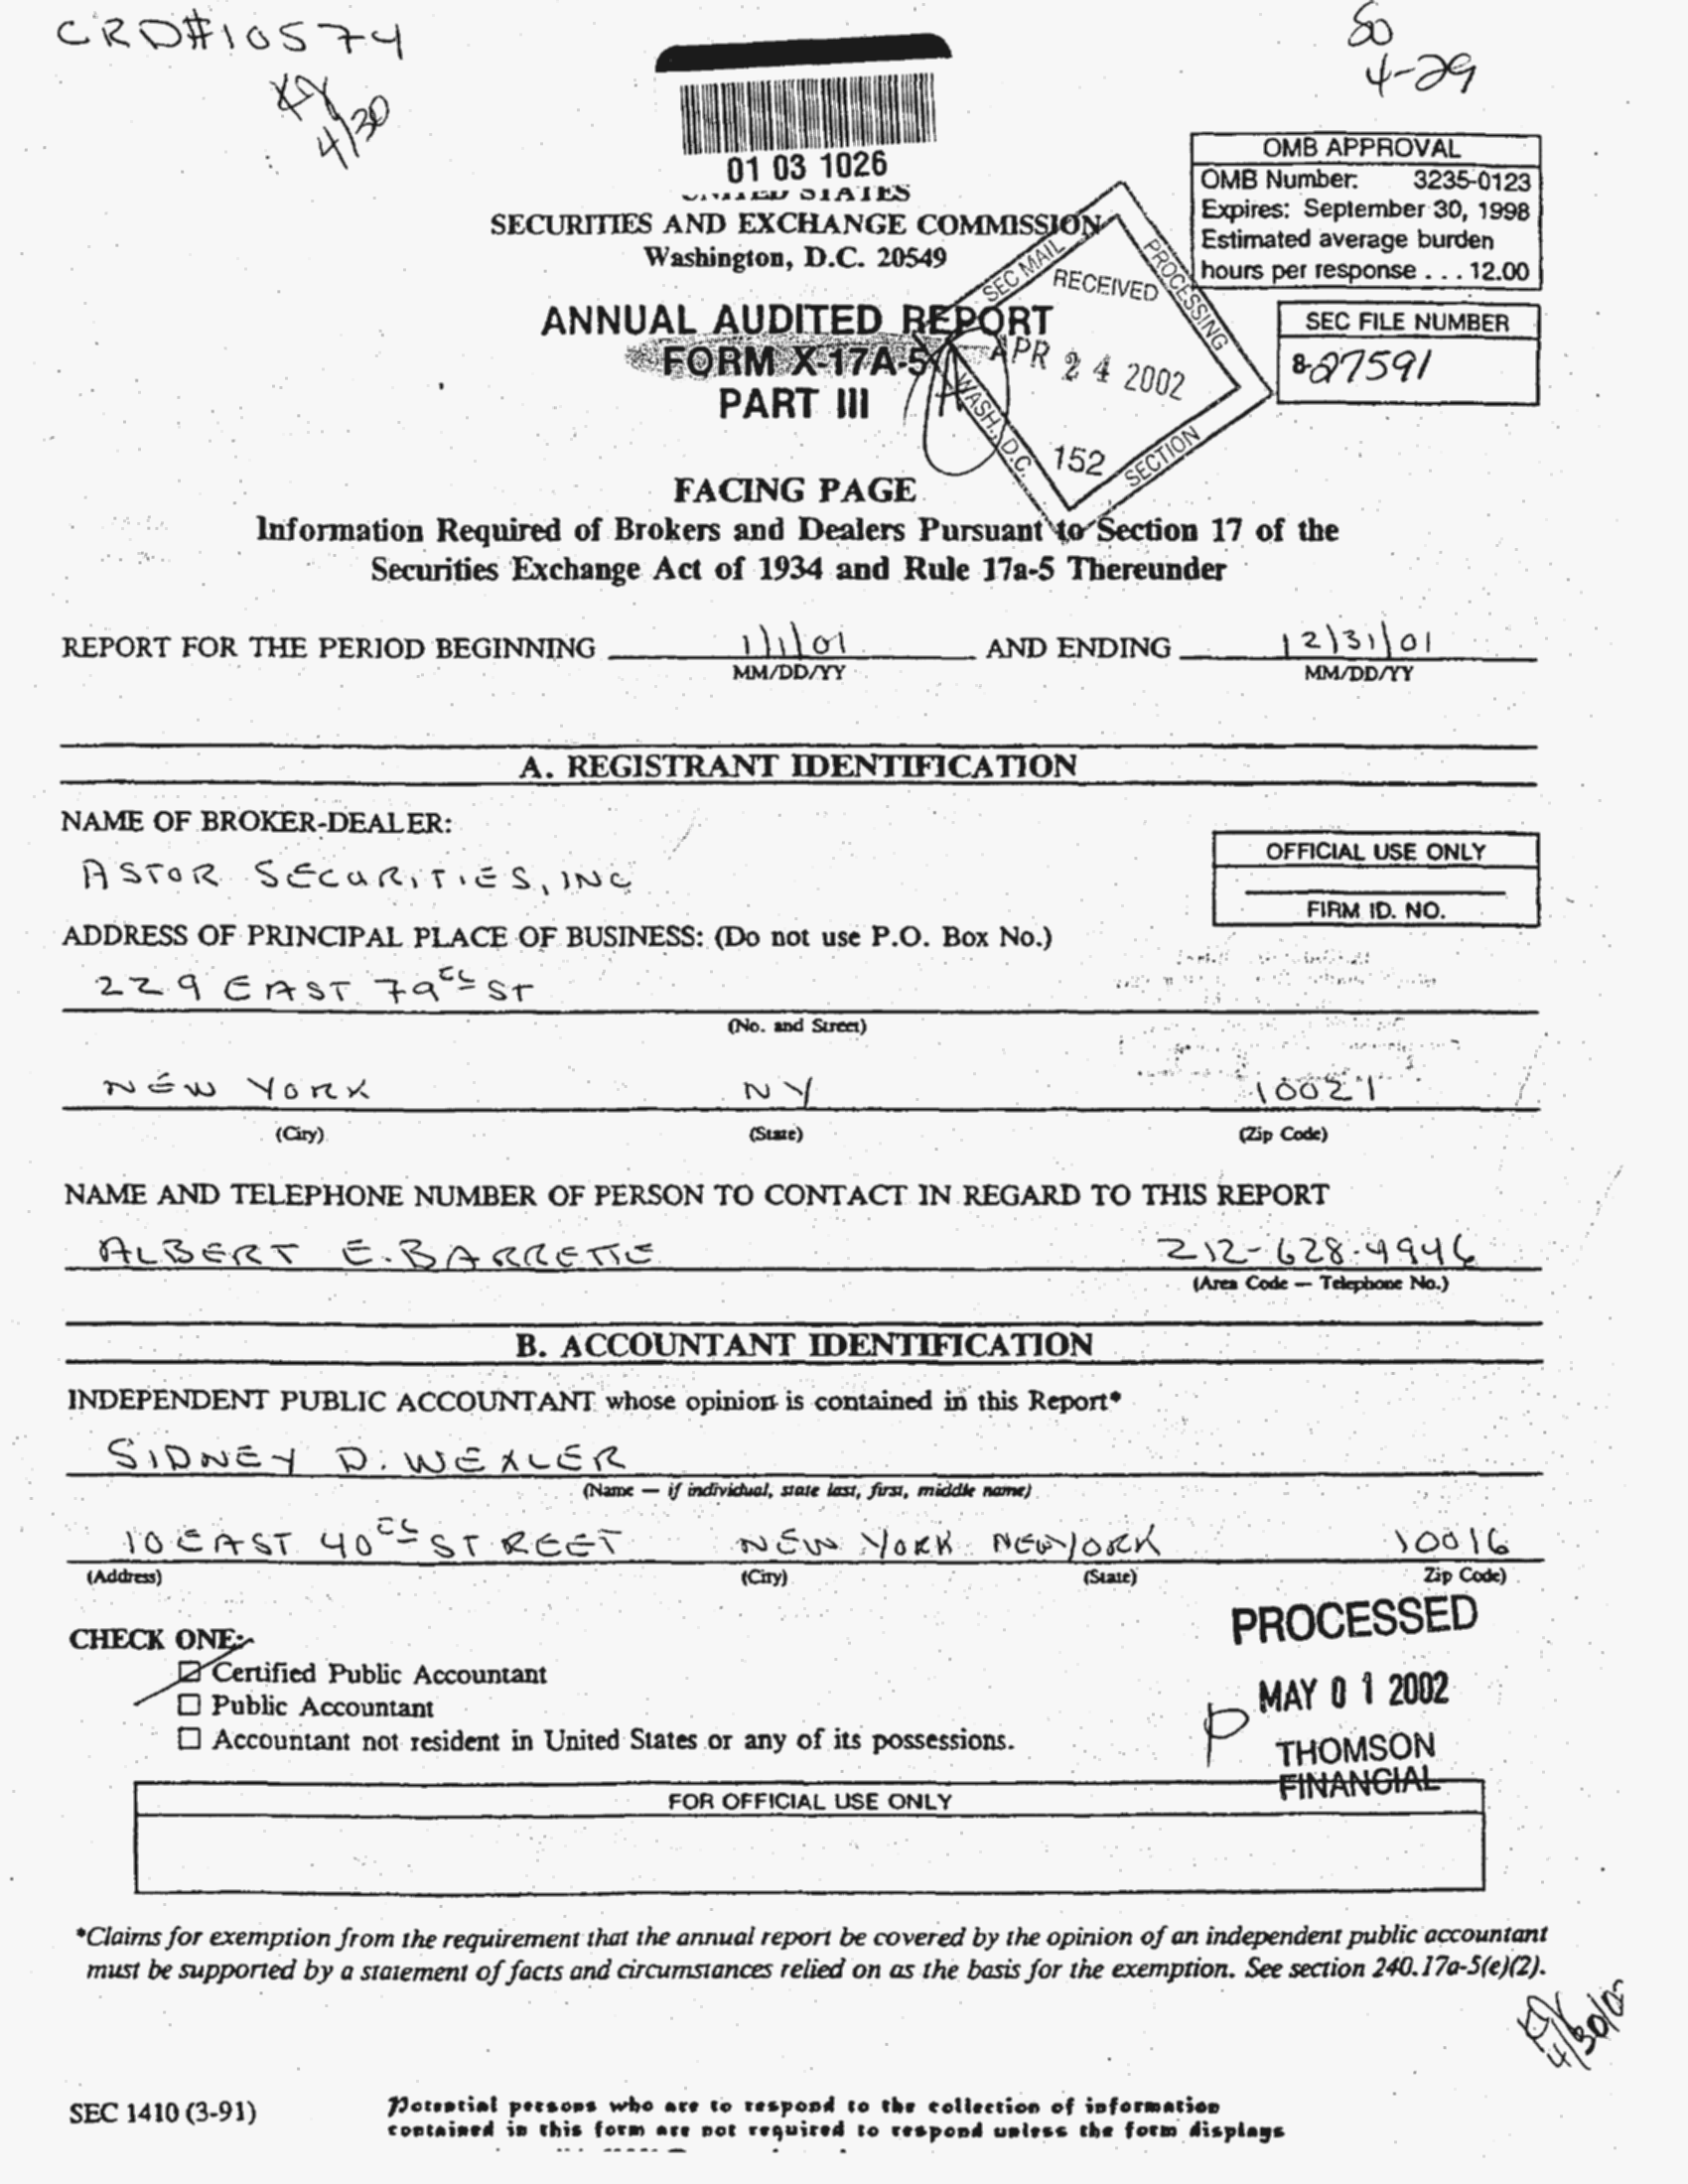 CRD#10574
4/30
80
4-29
01 03 1026
UNITED STATES
SECURITIES AND EXCHANGE COMMISSION
Washington, D.C. 20549
ANNUAL AUDITED REPORT
FORM X-17A-5
PART III
OMB APPROVAL
OMB Number: 3235-0123
Expires: September 30, 1998
Estimated average burden
hours per response . . . 12.00
SEC FILE NUMBER
8-27591
SEC MAIL PROCESSING
RECEIVED
APR 24 2002
152
WASH., D.C. SECTION
FACING PAGE
Information Required of Brokers and Dealers Pursuant to Section 17 of the
Securities Exchange Act of 1934 and Rule 17a-5 Thereunder
REPORT FOR THE PERIOD BEGINNING 1/1/01 AND ENDING 12/31/01
MM/DD/YY MM/DD/YY
A. REGISTRANT IDENTIFICATION
NAME OF BROKER-DEALER:
ASTOR SECURITIES, INC
OFFICIAL USE ONLY
FIRM ID. NO.
ADDRESS OF PRINCIPAL PLACE OF BUSINESS: (Do not use P.O. Box No.)
229 EAST 79 ST
(No. and Street)
NEW YORK NY 10021
(City) (State) (Zip Code)
NAME AND TELEPHONE NUMBER OF PERSON TO CONTACT IN REGARD TO THIS REPORT
ALBERT E. BARRETTE 212-628-4946
(Area Code — Telephone No.)
B. ACCOUNTANT IDENTIFICATION
INDEPENDENT PUBLIC ACCOUNTANT whose opinion is contained in this Report*
SIDNEY D. WEXLER
(Name — if individual, state last, first, middle name)
10 EAST 40 STREET NEW YORK NEW YORK 10016
(Address) (City) (State) Zip Code)
CHECK ONE:
Certified Public Accountant
Public Accountant
Accountant not resident in United States or any of its possessions.
PROCESSED
MAY 01 2002
P
THOMSON
FINANCIAL
FOR OFFICIAL USE ONLY
*Claims for exemption from the requirement that the annual report be covered by the opinion of an independent public accountant
must be supported by a statement of facts and circumstances relied on as the basis for the exemption. See section 240.17a-5(e)(2).
4/30/02
SEC 1410 (3-91)
Potential persons who are to respond to the collection of information
contained in this form are not required to respond unless the form displays